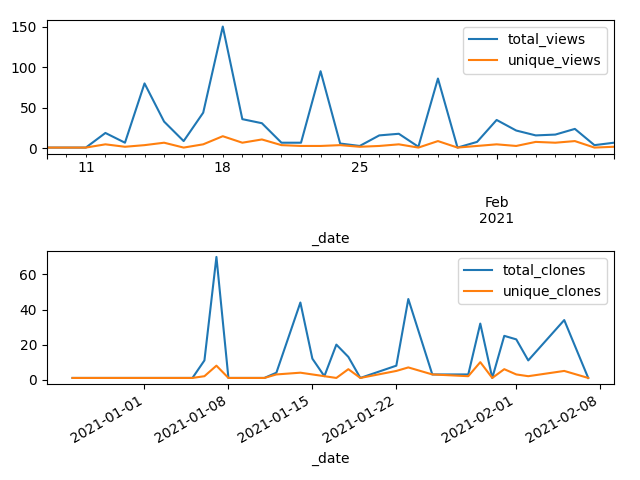 150
100
50
0
total_views
unique_views
11
18
25
Feb
2021
_date
60
40
20
0
total_clones
unique_clones
2021-01-01
2021-01-08
2021-01-15
2021-01-22
2021-02-01
2021-02-08
_date